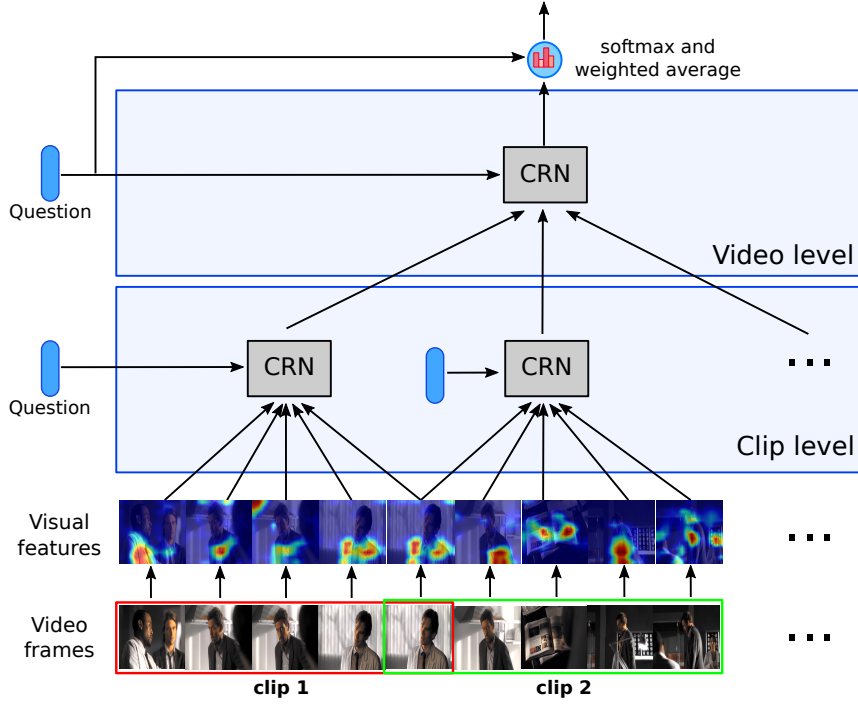 softmax and
weighted average
CRN
Question
Video level
CRN
CRN
...
Question
Clip level
Visual
features
...
Video
frames
...
clip 1
clip 2